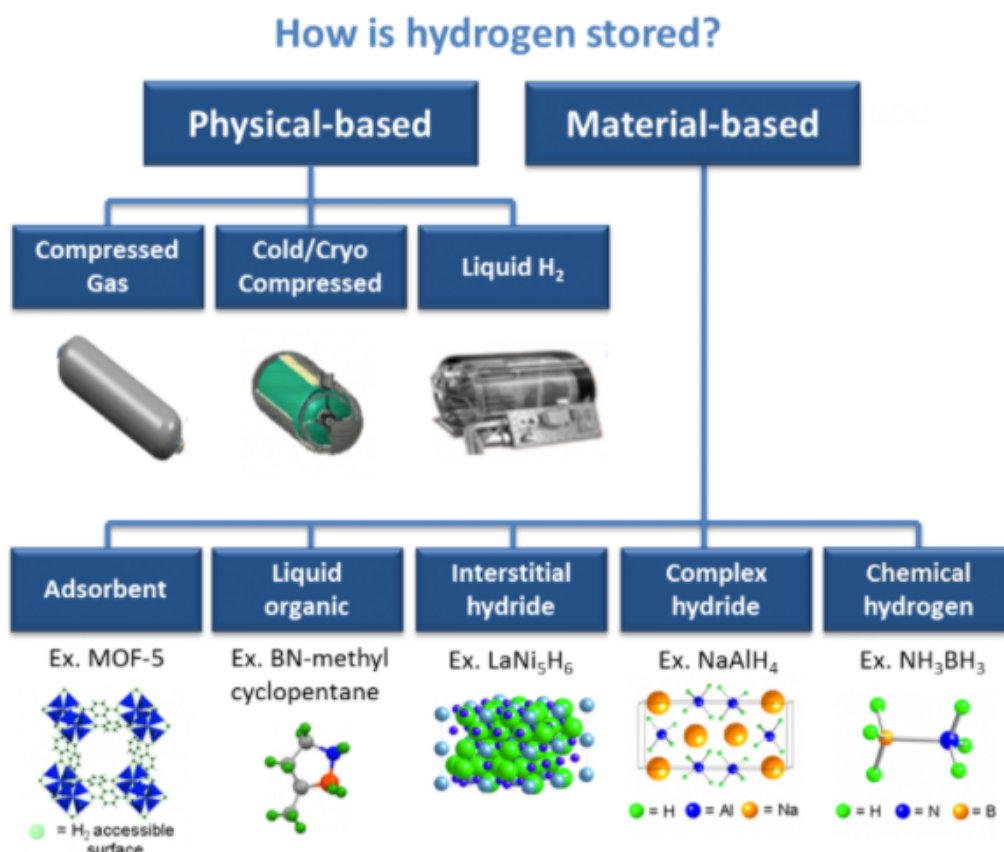 How is hydrogen stored?
Physical-based
Material-based
Compressed
Gas
Cold/Cryo
Compressed
Liquid H₂
Adsorbent
Liquid
organic
Interstitial
hydride
Complex
hydride
Chemical
hydrogen
Ex. MOF-5
Ex. BN-methyl
cyclopentane
Ex. LaNi₅H₆
Ex. NaAlH₄
Ex. NH₃BH₃
= H₂ accessible
surface
= H = Al = Na
= H = N = B